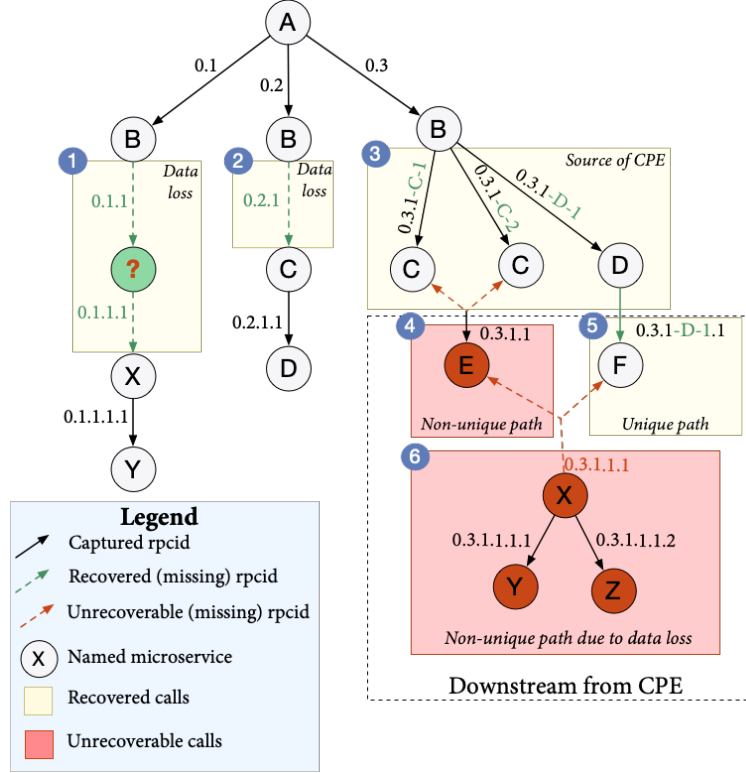 A
0.1
0.2
0.3
B
B
B
1
Data
loss
2
Data
loss
3
Source of CPE
0.1.1
0.2.1
0.3.1-C-1
0.3.1-C-2
0.3.1-D-1
?
C
C
C
D
0.1.1.1
0.2.1.1
4
0.3.1.1
5
0.3.1-D-1.1
X
D
E
F
0.1.1.1.1
Non-unique path
Unique path
Y
6
0.3.1.1.1
X
0.3.1.1.1.1
0.3.1.1.1.2
Y
Z
Non-unique path due to data loss
Downstream from CPE
Legend
Captured rpcid
Recovered (missing) rpcid
Unrecoverable (missing) rpcid
X
Named microservice
Recovered calls
Unrecoverable calls